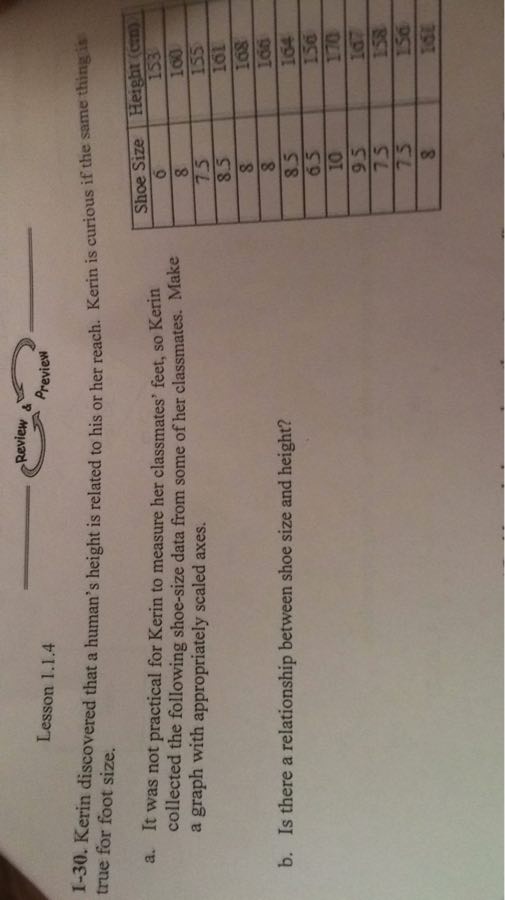 Lesson 1.1.4
Review & Preview
1-30. Kerin discovered that a human's height is related to his or her reach. Kerin is curious if the same thing is
true for foot size.
a. It was not practical for Kerin to measure her classmates' feet, so Kerin
collected the following shoe-size data from some of her classmates. Make
a graph with appropriately scaled axes.
Shoe Size Height (cm)
6 153
8 160
7.5 155
8.5 161
8 168
8 166
8.5 164
6.5 156
10 170
9.5 167
7.5 158
7.5 156
8 161
b. Is there a relationship between shoe size and height?